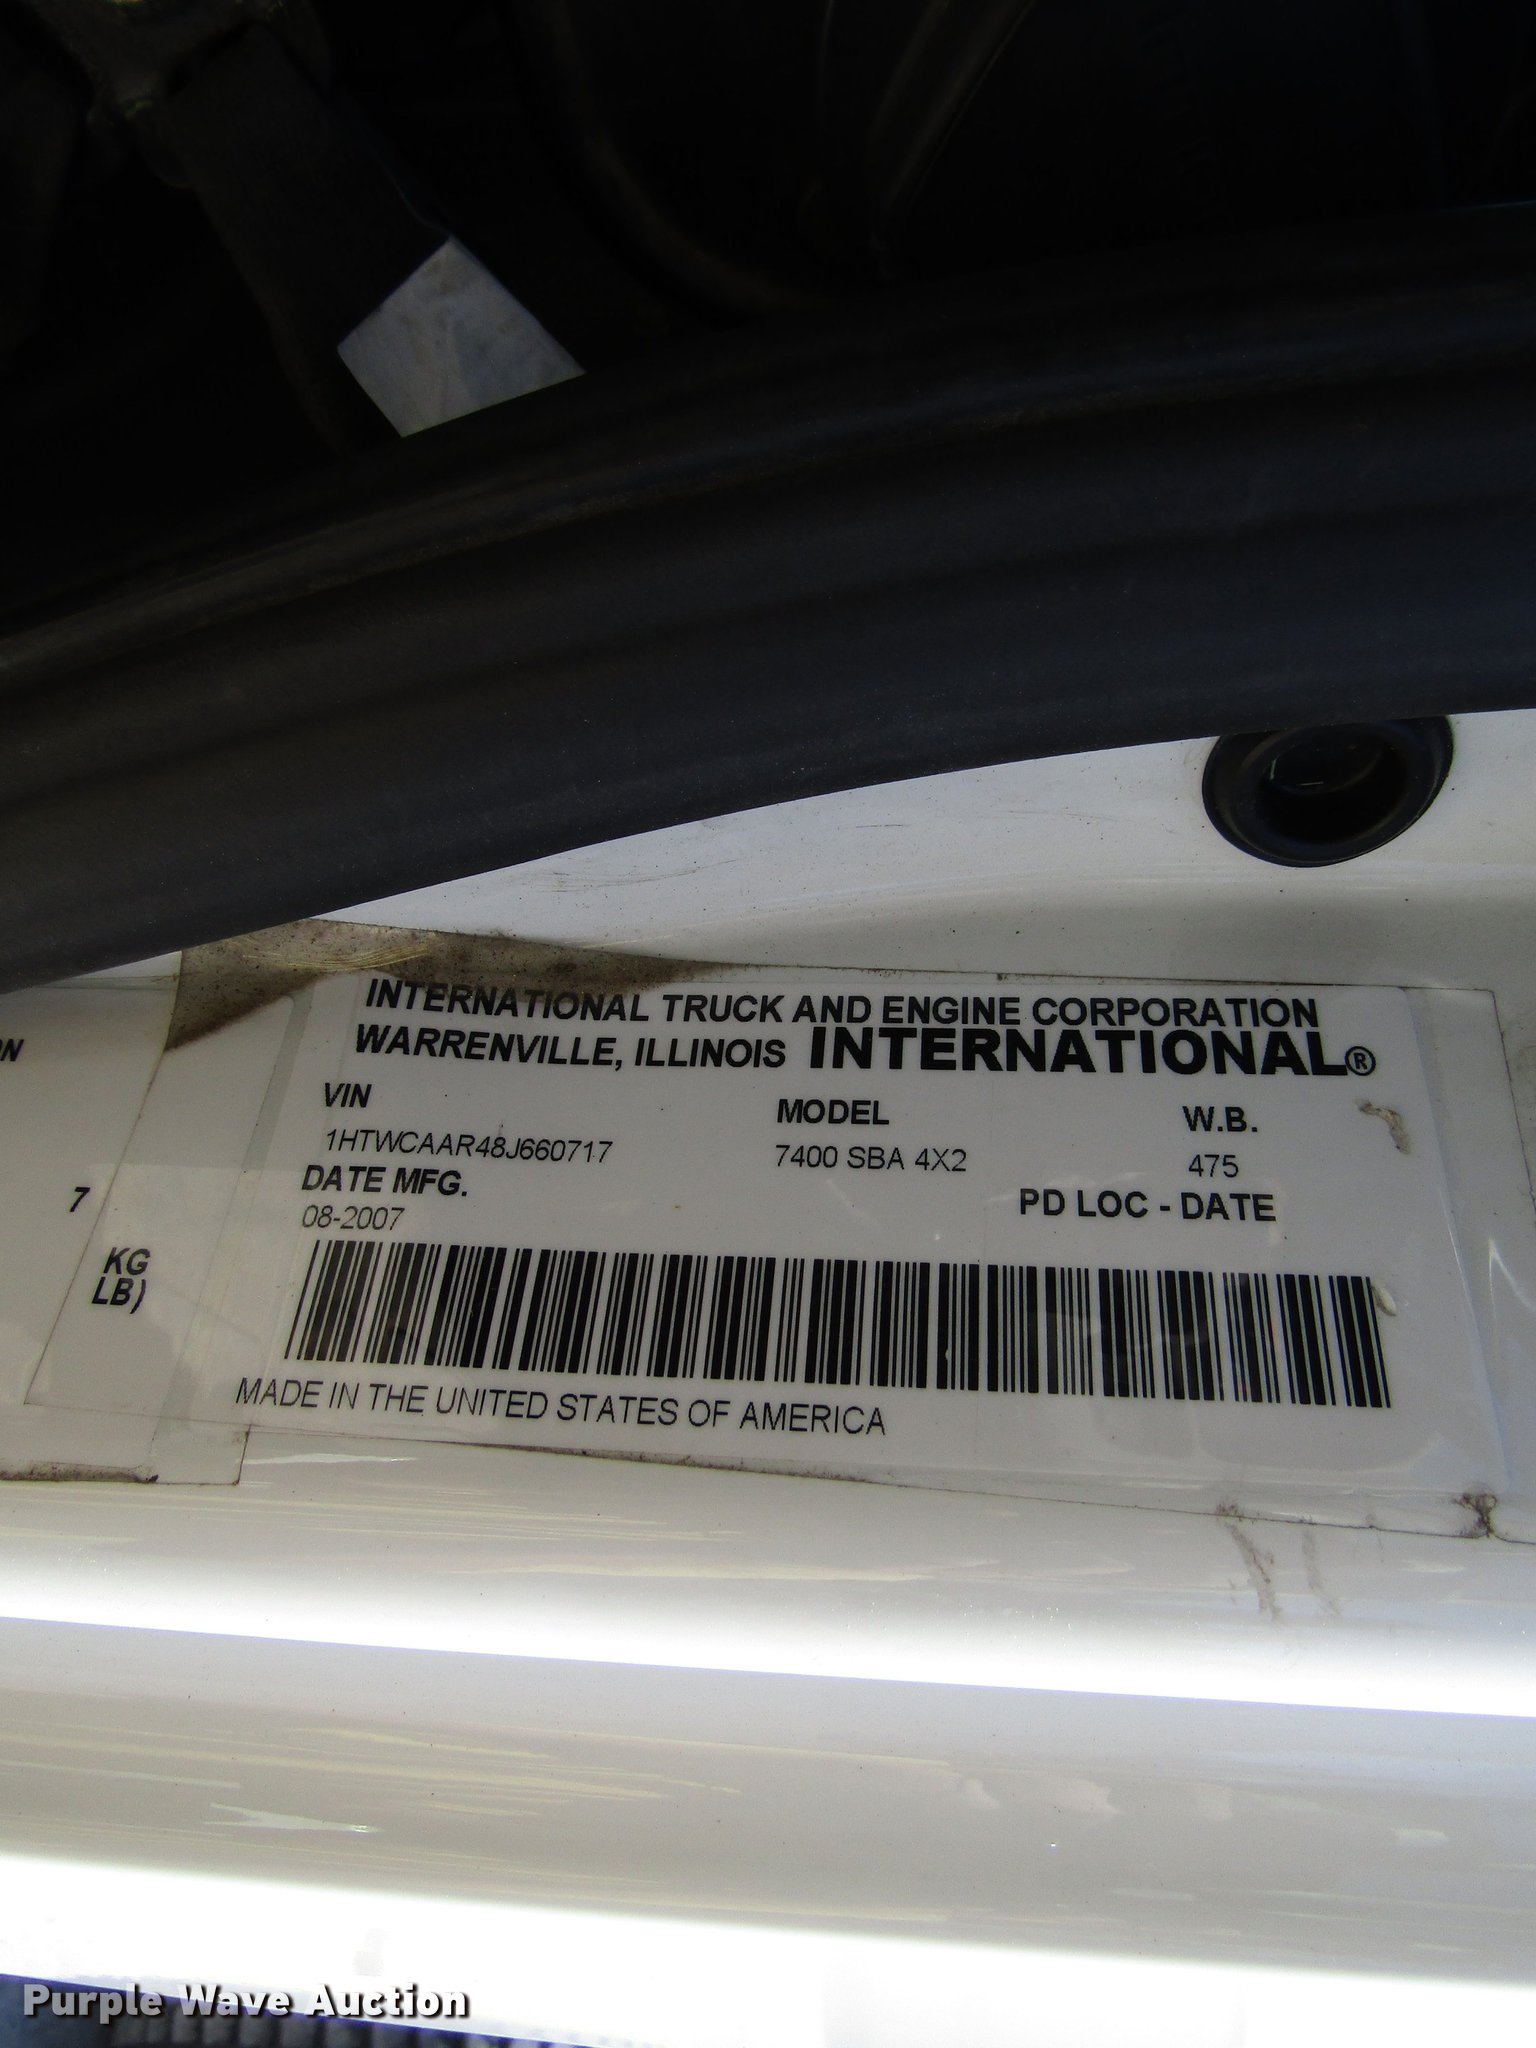 INTERNATIONAL TRUCK AND ENGINE CORPORATION
WARRENVILLE, ILLINOIS INTERNATIONAL®
VIN MODEL W.B.
1HTWCAAR48J660717 7400 SBA 4X2 475
DATE MFG. PD LOC - DATE
08-2007
MADE IN THE UNITED STATES OF AMERICA
7
KG
LB)
Purple Wave Auction